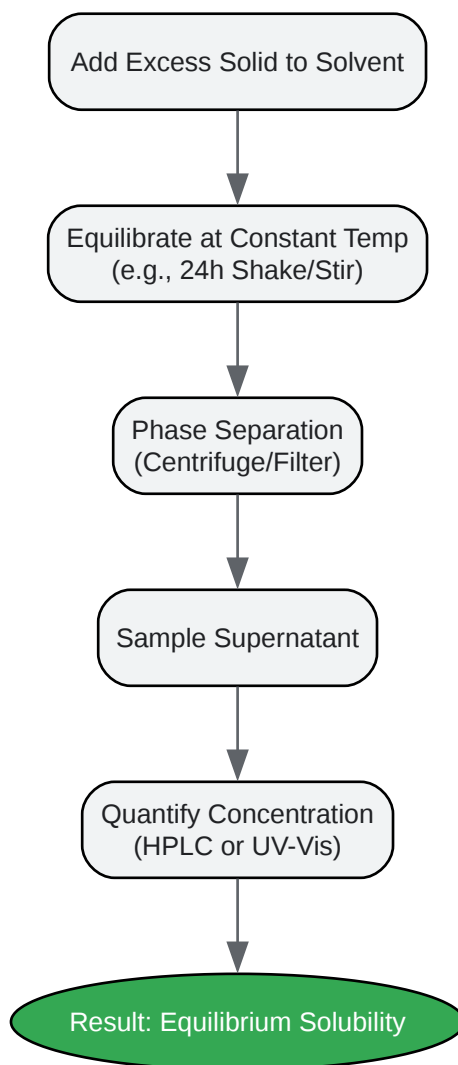 Add Excess Solid to Solvent
Equilibrate at Constant Temp
(e.g., 24h Shake/Stir)
Phase Separation
(Centrifuge/Filter)
Sample Supernatant
Quantify Concentration
(HPLC or UV-Vis)
Result: Equilibrium Solubility